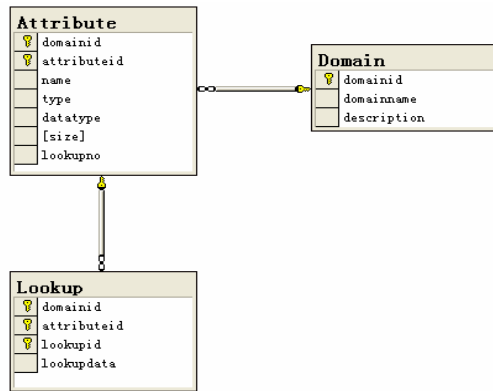 Attribute
domainid
attributeid
name
type
datatype
[size]
lookupno
Domain
domainid
domainname
description
Lookup
domainid
attributeid
lookupid
lookupdata